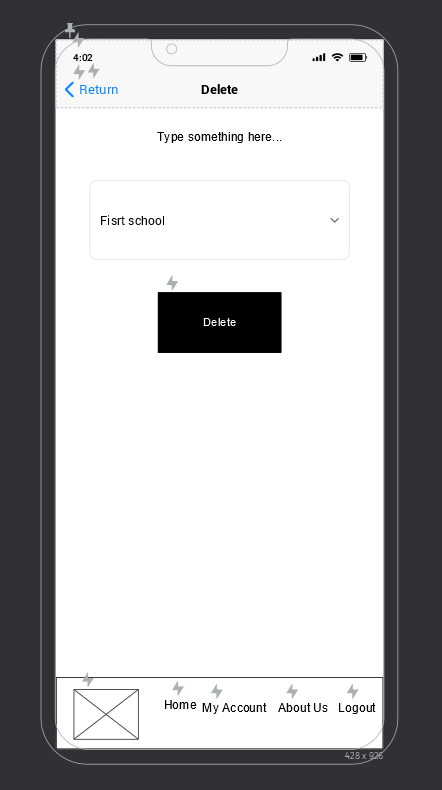 4:02
Return
Delete
Type something here...
Fisrt school
Delete
Home
My Account
About Us
Logout
428 x 926